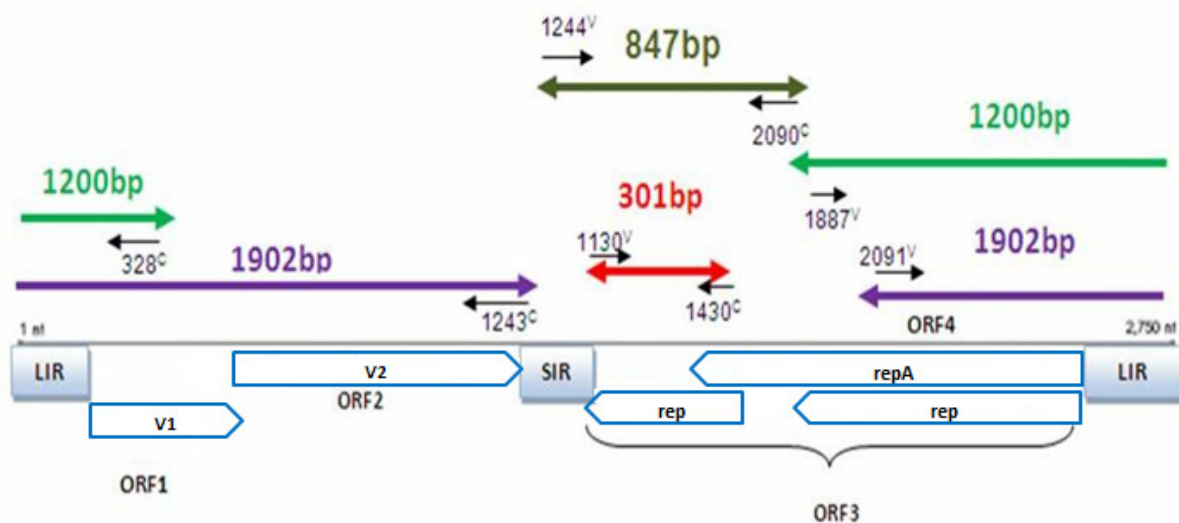 1244V
847bp
2090C
1200bp
1200bp
301bp
1887V
1130V
2091V
328C
1902bp
1902bp
1243C
1430C
ORF4
1 nt
2,750 nt
LIR
V2
SIR
repA
LIR
ORF2
V1
rep
rep
ORF1
ORF3